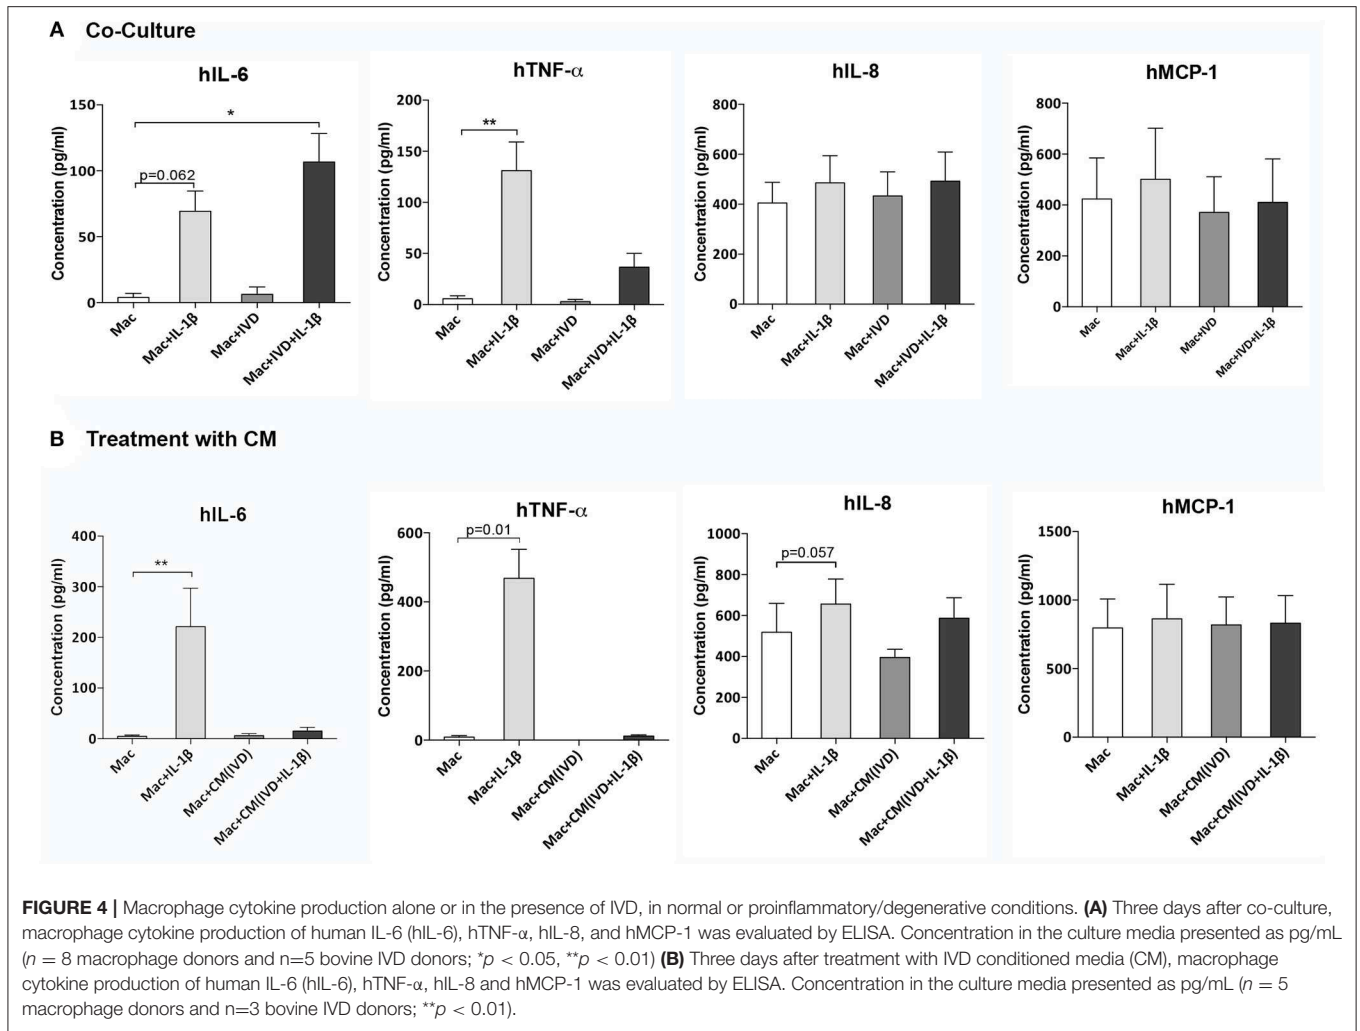 A Co-Culture
hIL-6
Concentration (pg/ml)
150
100
50
0
*
p=0.062
Mac
Mac+IL-1β
Mac+IVD
Mac+IVD+IL-1β
hTNF-α
Concentration (pg/ml)
200
150
100
50
0
**
Mac
Mac+IL-1β
Mac+IVD
Mac+IVD+IL-1β
hIL-8
Concentration (pg/ml)
800
600
400
200
0
Mac
Mac+IL-1β
Mac+IVD
Mac+IVD+IL-1β
hMCP-1
Concentration (pg/ml)
800
600
400
200
0
Mac
Mac+IL-1β
Mac+IVD
Mac+IVD+IL-1β
B Treatment with CM
hIL-6
Concentration (pg/ml)
400
300
200
100
0
**
Mac
Mac+IL-1β
Mac+CM(IVD)
Mac+CM(IVD+IL-1β)
hTNF-α
Concentration (pg/ml)
600
400
200
0
p=0.01
Mac
Mac+IL-1β
Mac+CM(IVD)
Mac+CM(IVD+IL-1β)
hIL-8
Concentration (pg/ml)
1000
800
600
400
200
0
p=0.057
Mac
Mac+IL-1β
Mac+CM(IVD)
Mac+CM(IVD+IL-1β)
hMCP-1
Concentration (pg/ml)
1500
1000
500
0
Mac
Mac+IL-1β
Mac+CM(IVD)
Mac+CM(IVD+IL-1β)
FIGURE 4 | Macrophage cytokine production alone or in the presence of IVD, in normal or proinflammatory/degenerative conditions. (A) Three days after co-culture,
macrophage cytokine production of human IL-6 (hIL-6), hTNF-α, hIL-8, and hMCP-1 was evaluated by ELISA. Concentration in the culture media presented as pg/mL
(n = 8 macrophage donors and n=5 bovine IVD donors; *p < 0.05, **p < 0.01) (B) Three days after treatment with IVD conditioned media (CM), macrophage
cytokine production of human IL-6 (hIL-6), hTNF-α, hIL-8 and hMCP-1 was evaluated by ELISA. Concentration in the culture media presented as pg/mL (n = 5
macrophage donors and n=3 bovine IVD donors; **p < 0.01).